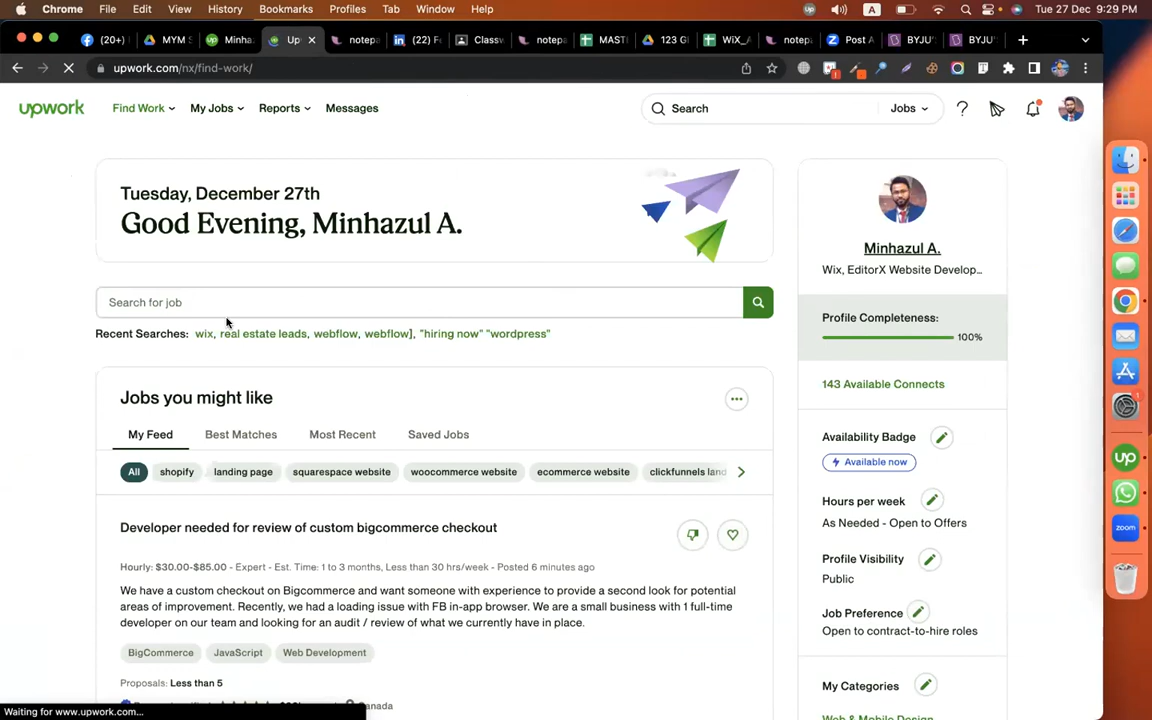 Chrome File Edit View History Bookmarks Profiles Tab Window Help A Tue 27 Dec 9:29 PM
(20+) MYM S Minha Up notepa (22) F Classw notepa MAST 123 G WiX_ notepa Post A BYJU' BYJU'
upwork.com/nx/find-work/
upwork Find Work My Jobs Reports Messages Search Jobs ?
Tuesday, December 27th
Good Evening, Minhazul A.
Search for job
Recent Searches: wix, real estate leads, webflow, webflow], "hiring now" "wordpress"
Jobs you might like
My Feed Best Matches Most Recent Saved Jobs
All shopify landing page squarespace website woocommerce website ecommerce website clickfunnels land
Developer needed for review of custom bigcommerce checkout
Hourly: $30.00-$85.00 - Expert - Est. Time: 1 to 3 months, Less than 30 hrs/week - Posted 6 minutes ago
We have a custom checkout on Bigcommerce and want someone with experience to provide a second look for potential
areas of improvement. Recently, we had a loading issue with FB in-app browser. We are a small business with 1 full-time
developer on our team and looking for an audit / review of what we currently have in place.
BigCommerce JavaScript Web Development
Proposals: Less than 5
Canada
Waiting for www.upwork.com...
Minhazul A.
Wix, EditorX Website Develop...
Profile Completeness:
100%
143 Available Connects
Availability Badge
Available now
Hours per week
As Needed - Open to Offers
Profile Visibility
Public
Job Preference
Open to contract-to-hire roles
My Categories
Web & Mobile Design
up
zoom